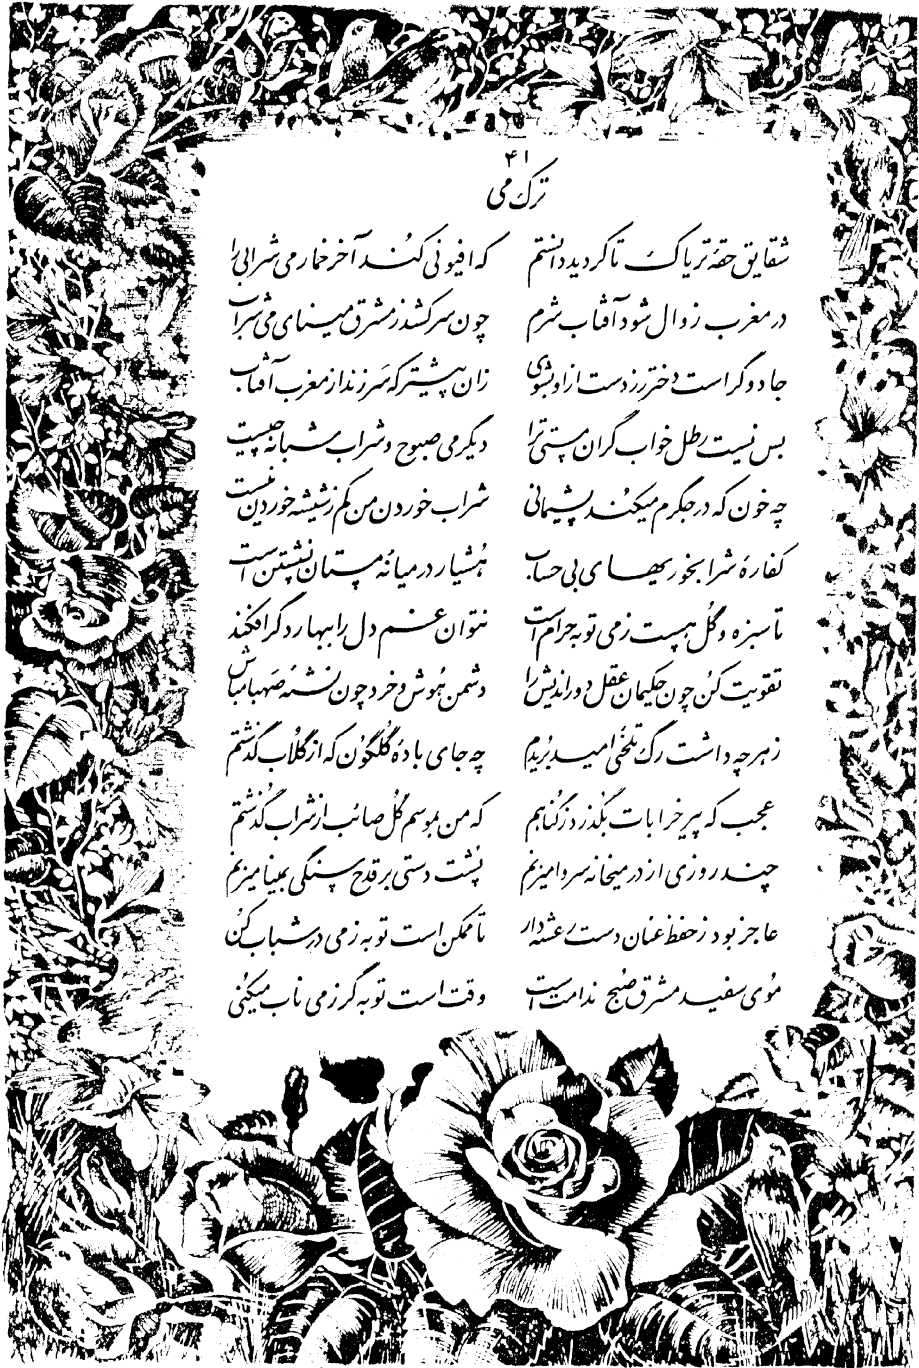 ۴۱
ترک می
شقایق حقه تریاک تا گردید دانستم که افیونی کند آخر خمار می شرابی را
در مغرب زوال شود آفتاب شرم چون سر کشد ز مشرق مینای می شراب
جادوگر است دختر رز دست ازو بشوی زان پیشتر که سر زند از مغرب آفتاب
بس نیست رطل خواب گران مستی ترا دیگر می صبوح و شراب شبانه چیست
چه خون که در جگرم میکند پشیمانی شراب خوردن من کم ز شیشه خوردن نیست
کفارهٔ شرابخوریهای بی حساب هشیار در میانهٔ مستان نشستن است
تا سبزه و گل هست ز می توبه حرام است نتوان غم دل را ببهار دگر افکند
تقویت کن چون حکیمان عقل دوراندیش را دشمن هوش و خرد چون نشئه صهبا مباش
ز هر چه داشت رگ تلخی امید بریدم چه جای بادهٔ گلگون که از گلاب گذشتم
عجب که پیر خرابات بگذرد ز گناهم که من بموسم گل صائب از شراب گذشتم
چند روزی از در میخانه سر وا میزنم پشت دستی بر قدح سنگی بمینا میزنم
عاجز بود ز حفظ عنان دست رعشه دار تا ممکن است توبه ز می در شباب کن
موی سفید مشرق صبح ندامت است وقت است توبه گر ز می ناب میکنی